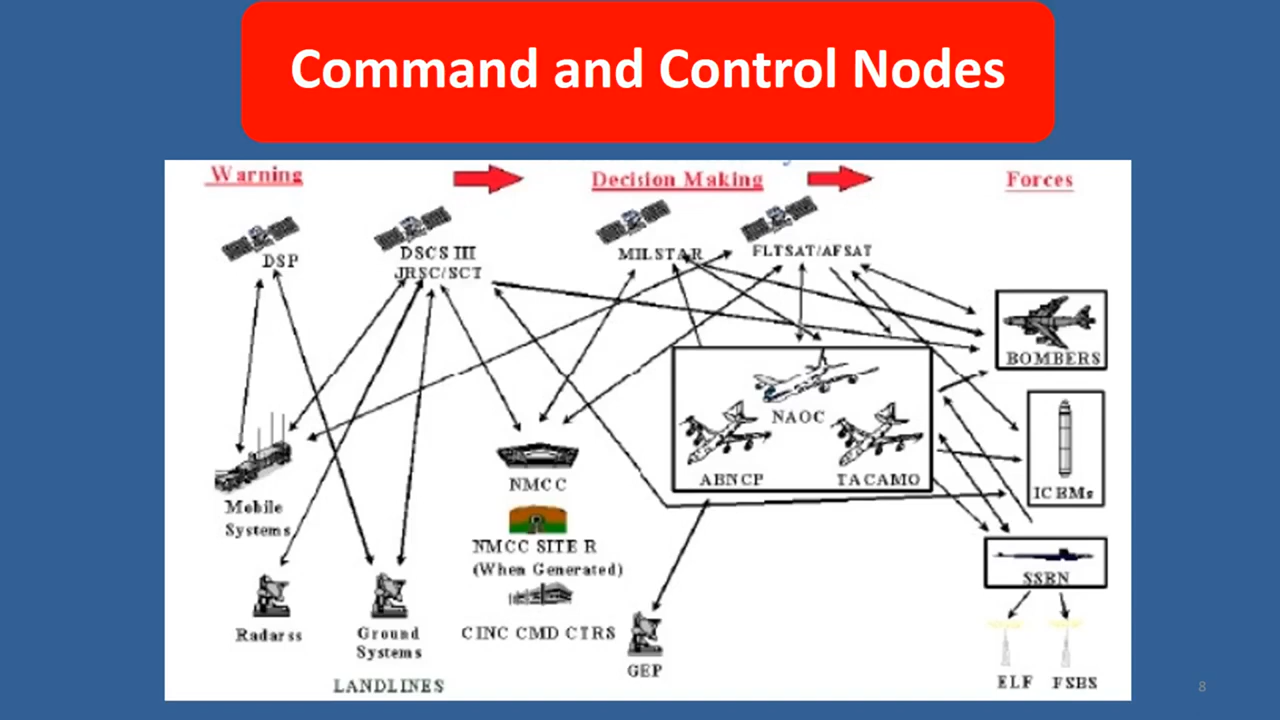 Command and Control Nodes
Warning
Decision Making
Forces
DSP
DSCS III
JRSC/SCT
MILSTAR
FLTSAT/AFSAT
BOMBERS
NAOC
ABNCP
TACAMO
ICBMs
Mobile
Systems
NMCC
NMCC SITE R
(When Generated)
SSBN
Radarss
Ground
Systems
CINC CMD CTRS
GEP
LANDLINES
ELF
FSBS
8